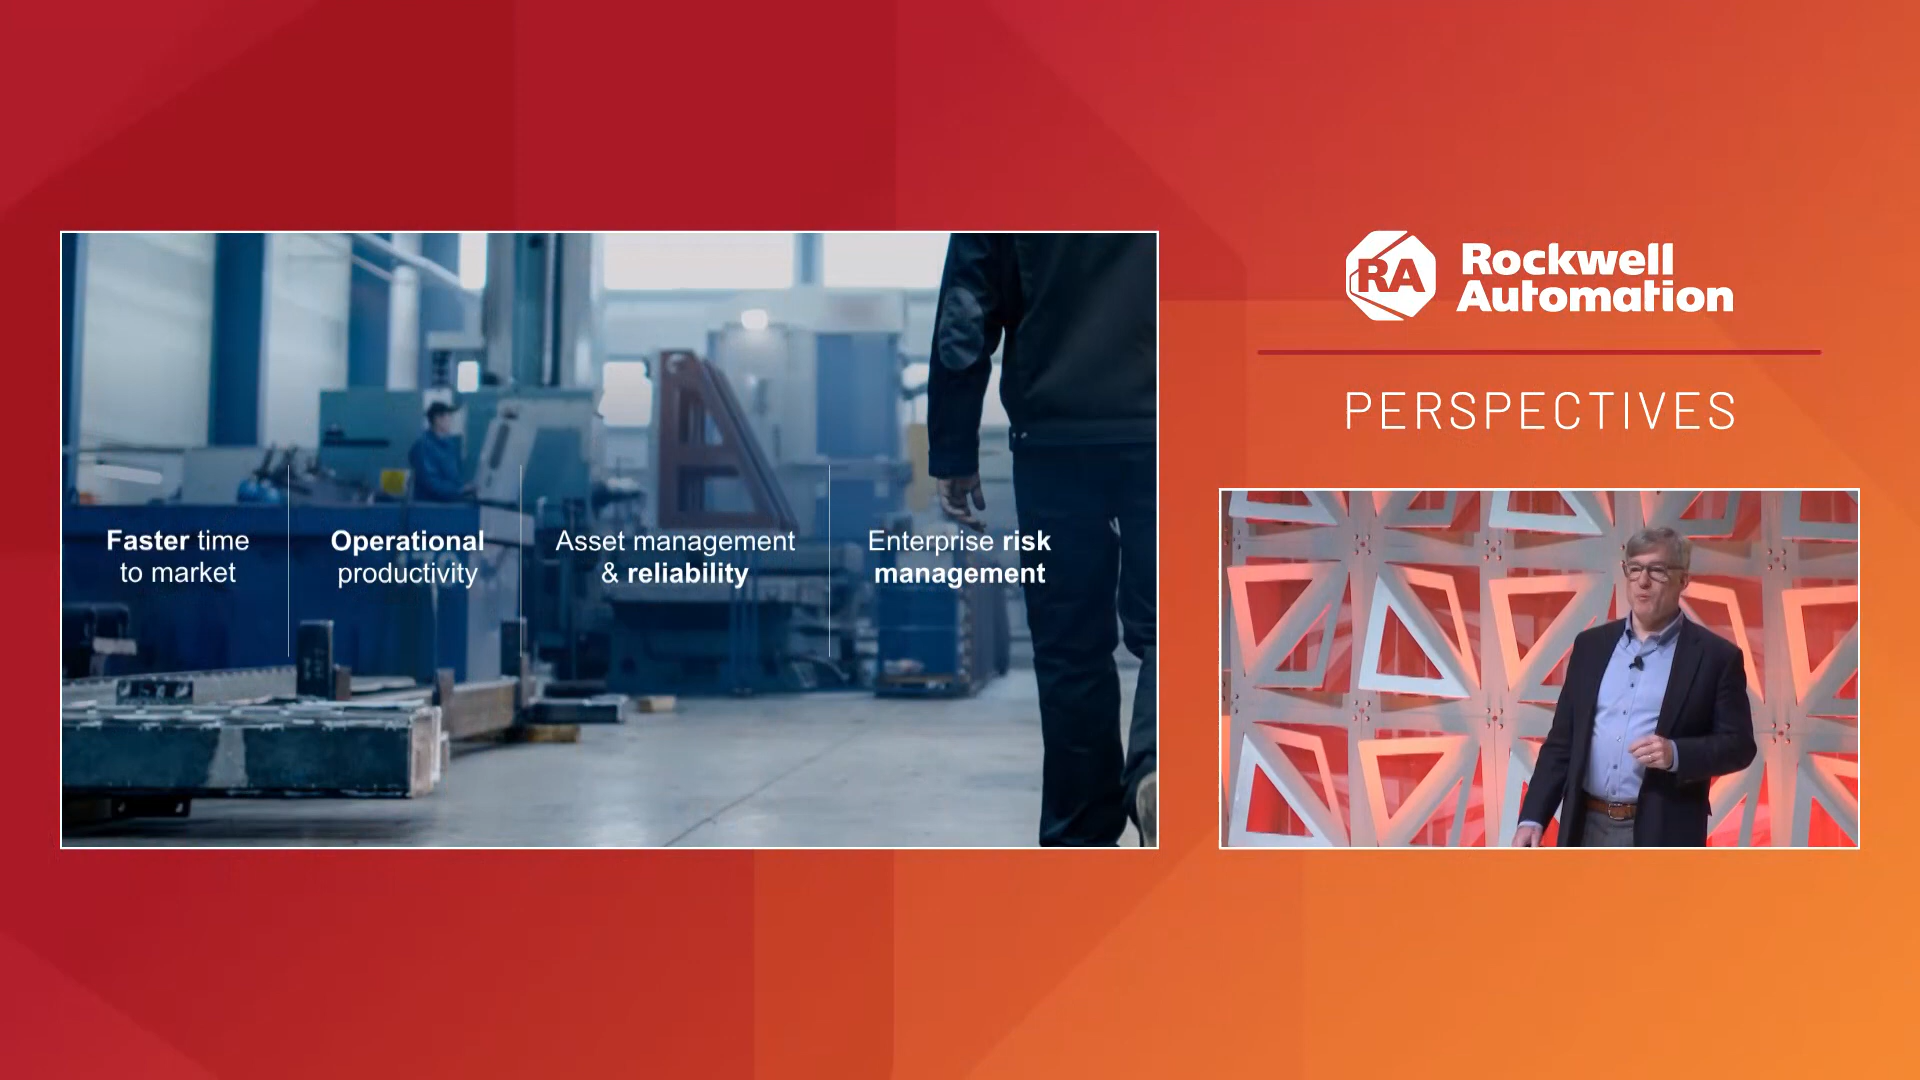 Faster time
to market
Operational
productivity
Asset management
& reliability
Enterprise risk
management
RA
Rockwell
Automation
PERSPECTIVES